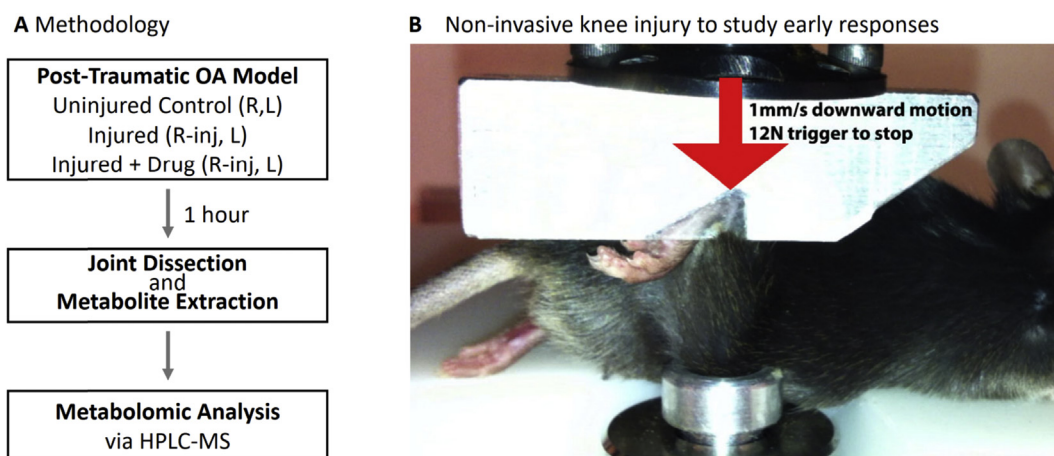 A Methodology
Post-Traumatic OA Model
Uninjured Control (R,L)
Injured (R-inj, L)
Injured + Drug (R-inj, L)
1 hour
Joint Dissection
and
Metabolite Extraction
Metabolomic Analysis
via HPLC-MS
B Non-invasive knee injury to study early responses
1mm/s downward motion
12N trigger to stop